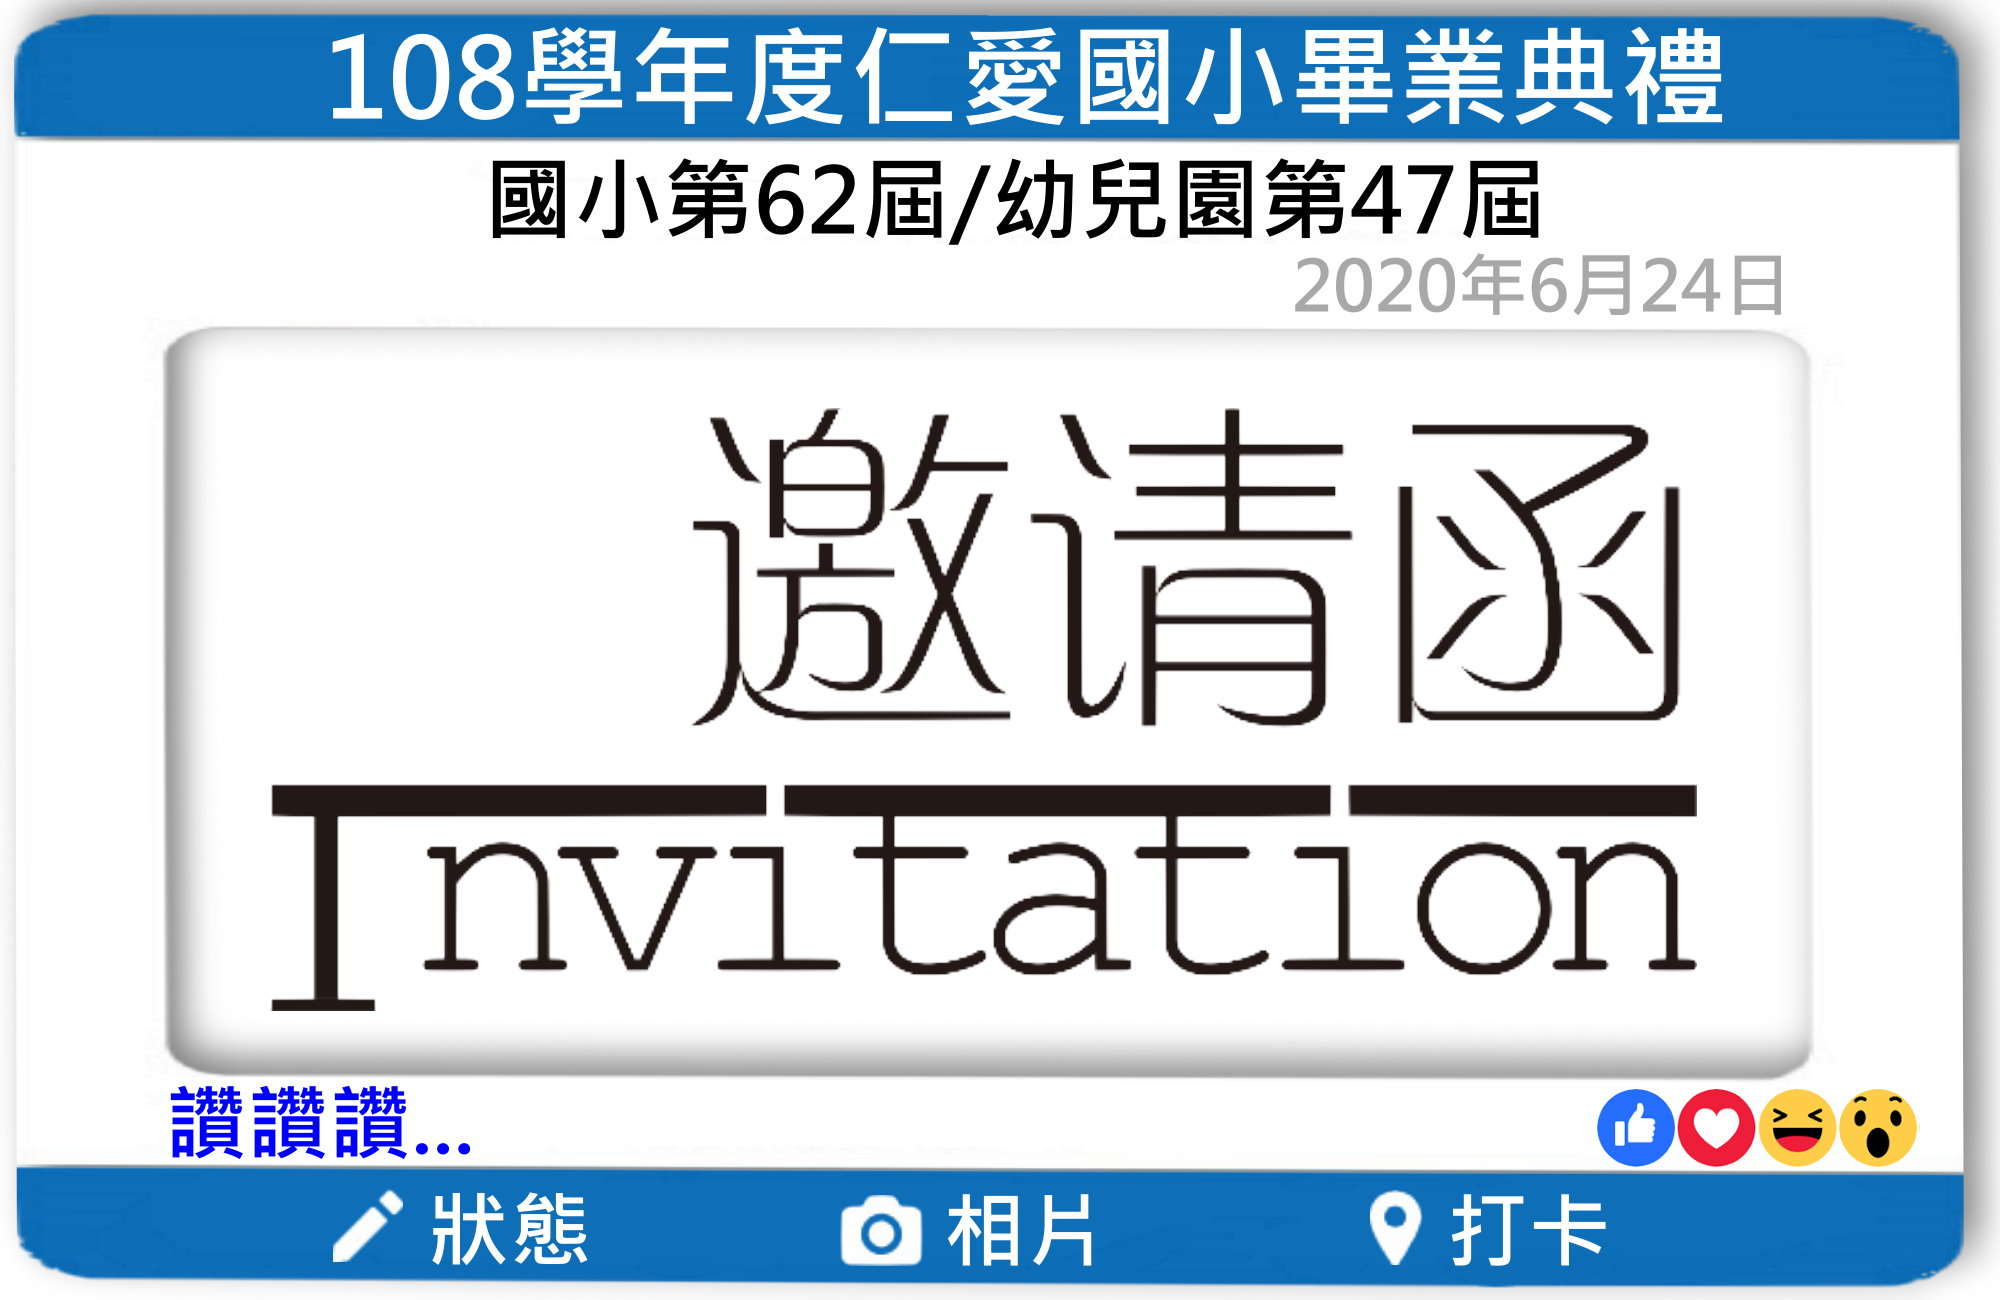 108學年度仁愛國小畢業典禮
國小第62屆/幼兒園第47屆
2020年6月24日
邀请函
Invitation
讚讚讚...
狀態 相片 打卡